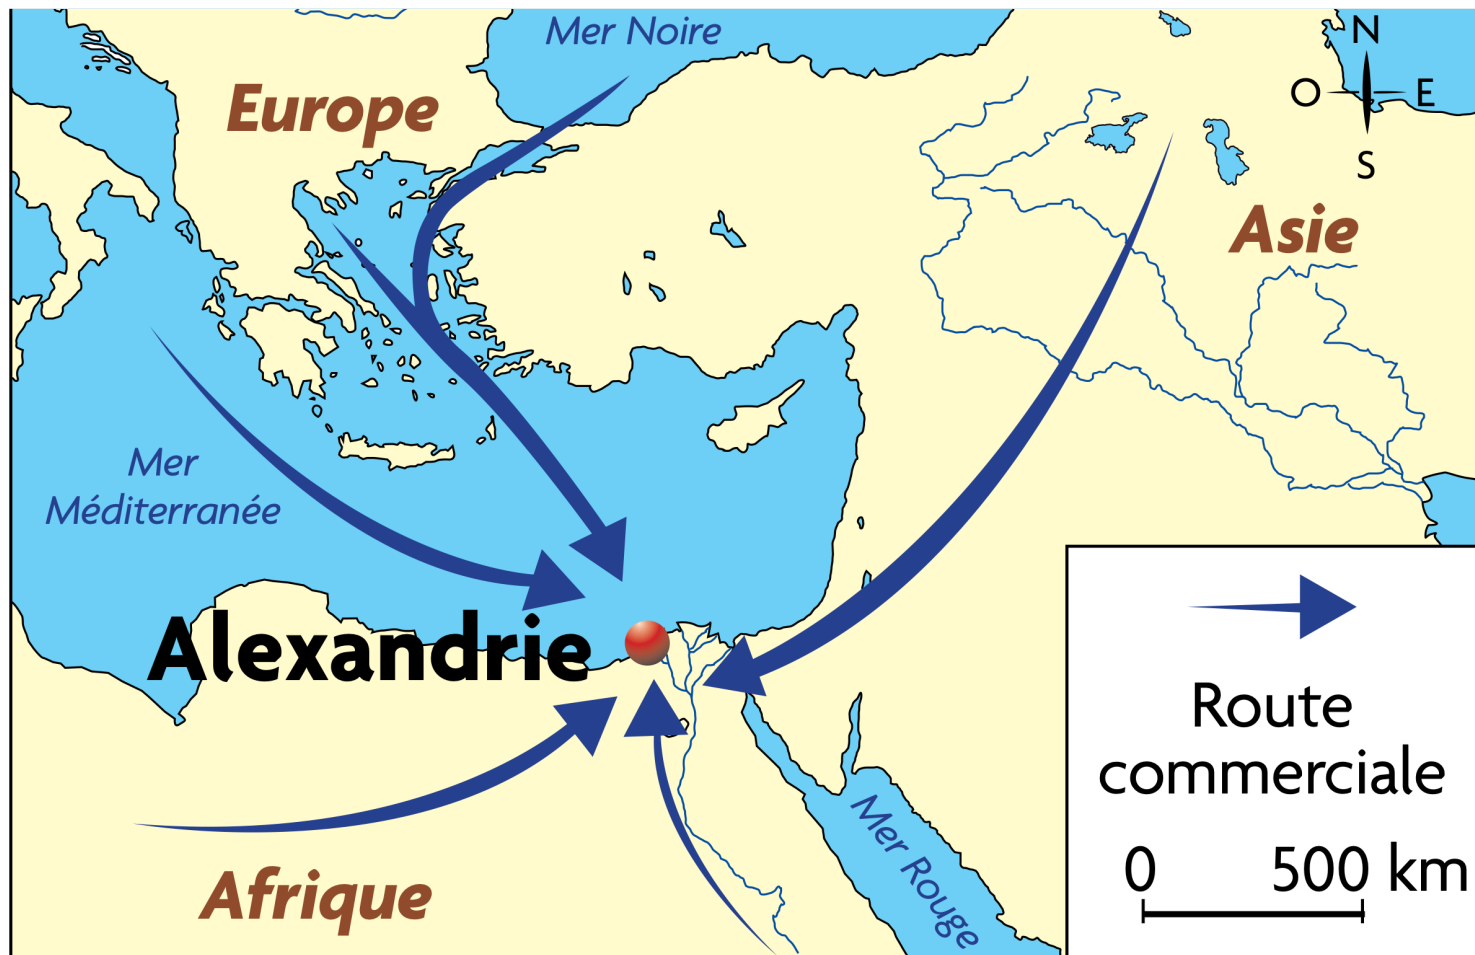 Mer Noire
N
O
E
S
Europe
Asie
Mer
Méditerranée
Alexandrie
Route
commerciale
Mer Rouge
0
500 km
Afrique